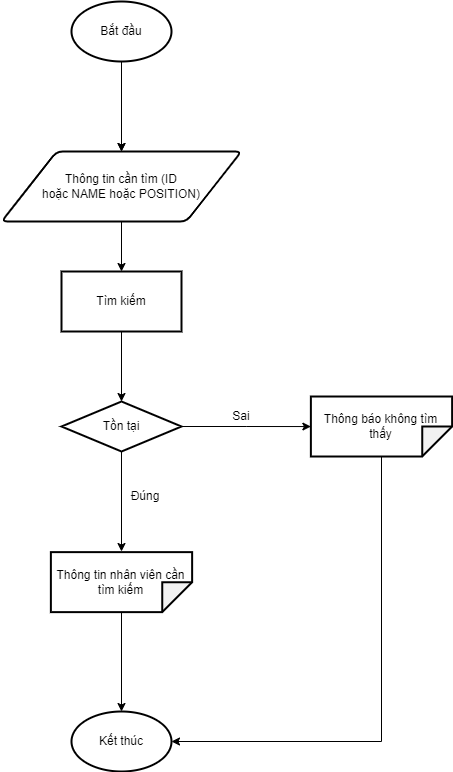 Bắt đầu
Thông tin cần tìm (ID
hoặc NAME hoặc POSITION)
Tìm kiếm
Tồn tại
Sai
Thông báo không tìm
thấy
Đúng
Thông tin nhân viên cần
tìm kiếm
Kết thúc